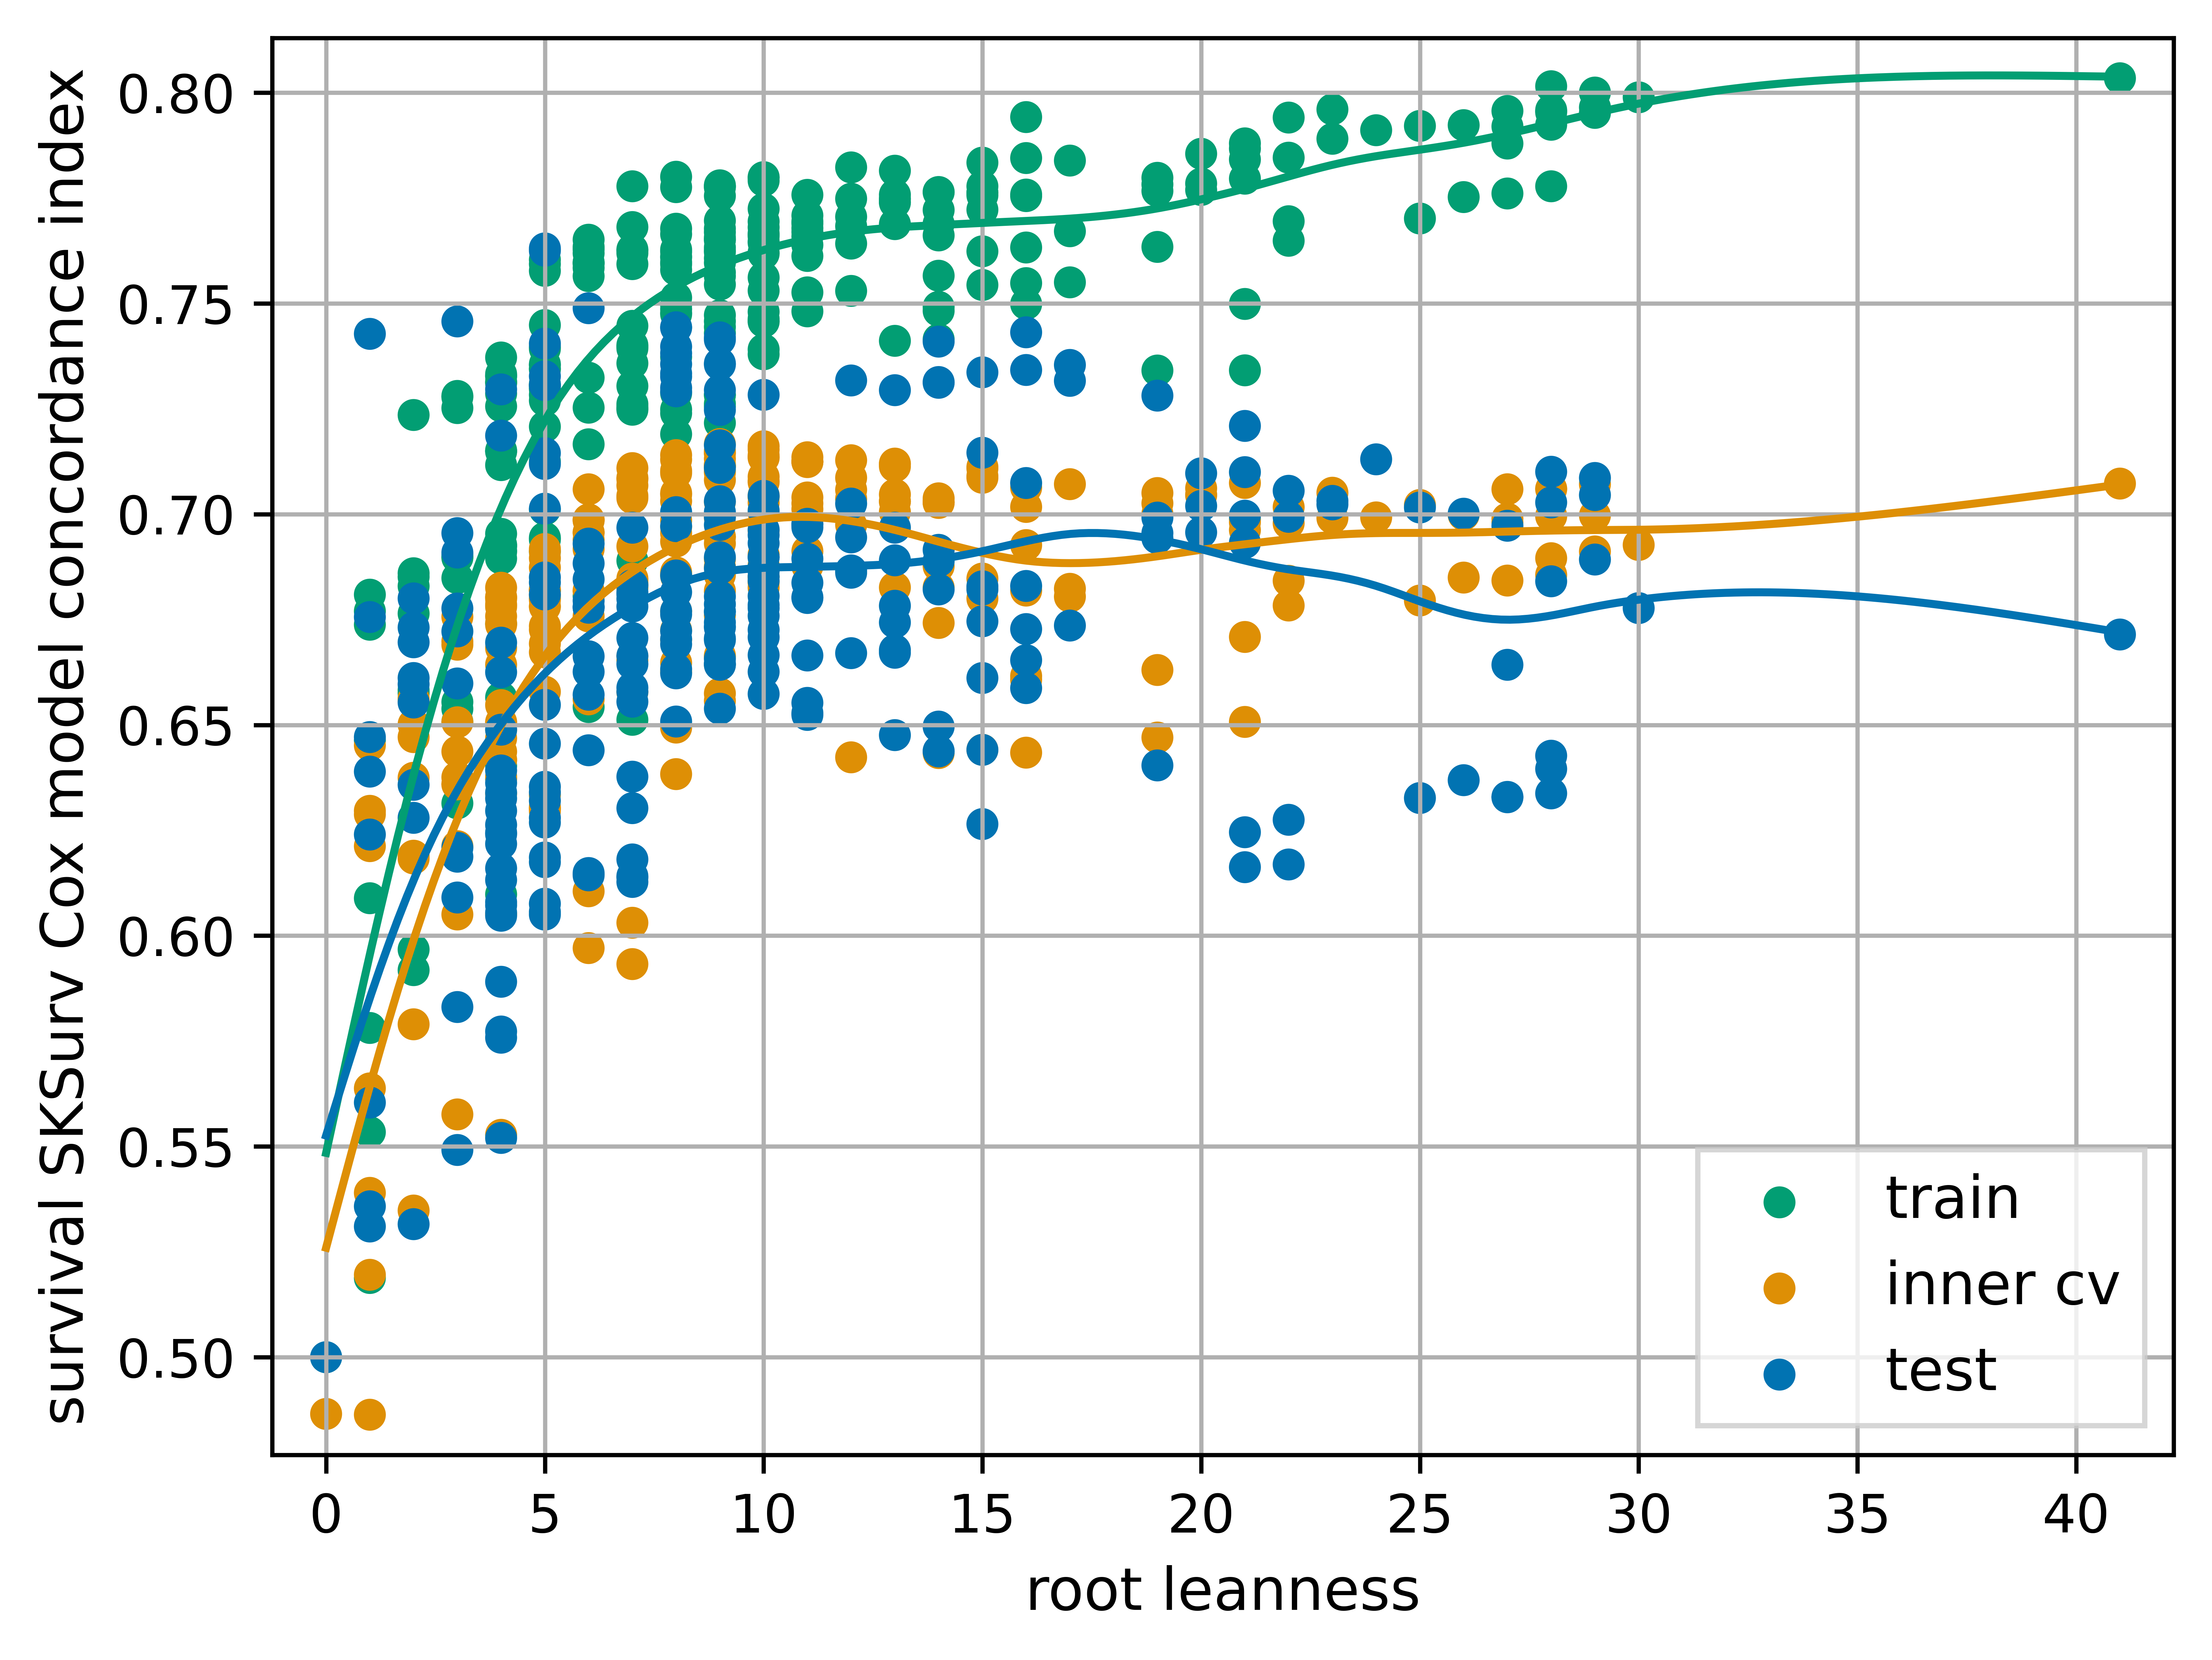 survival SKSurv Cox model concordance index
0.80
0.75
0.70
0.65
0.60
0.55
0.50
train
inner cv
test
0 5 10 15 20 25 30 35 40
root leanness